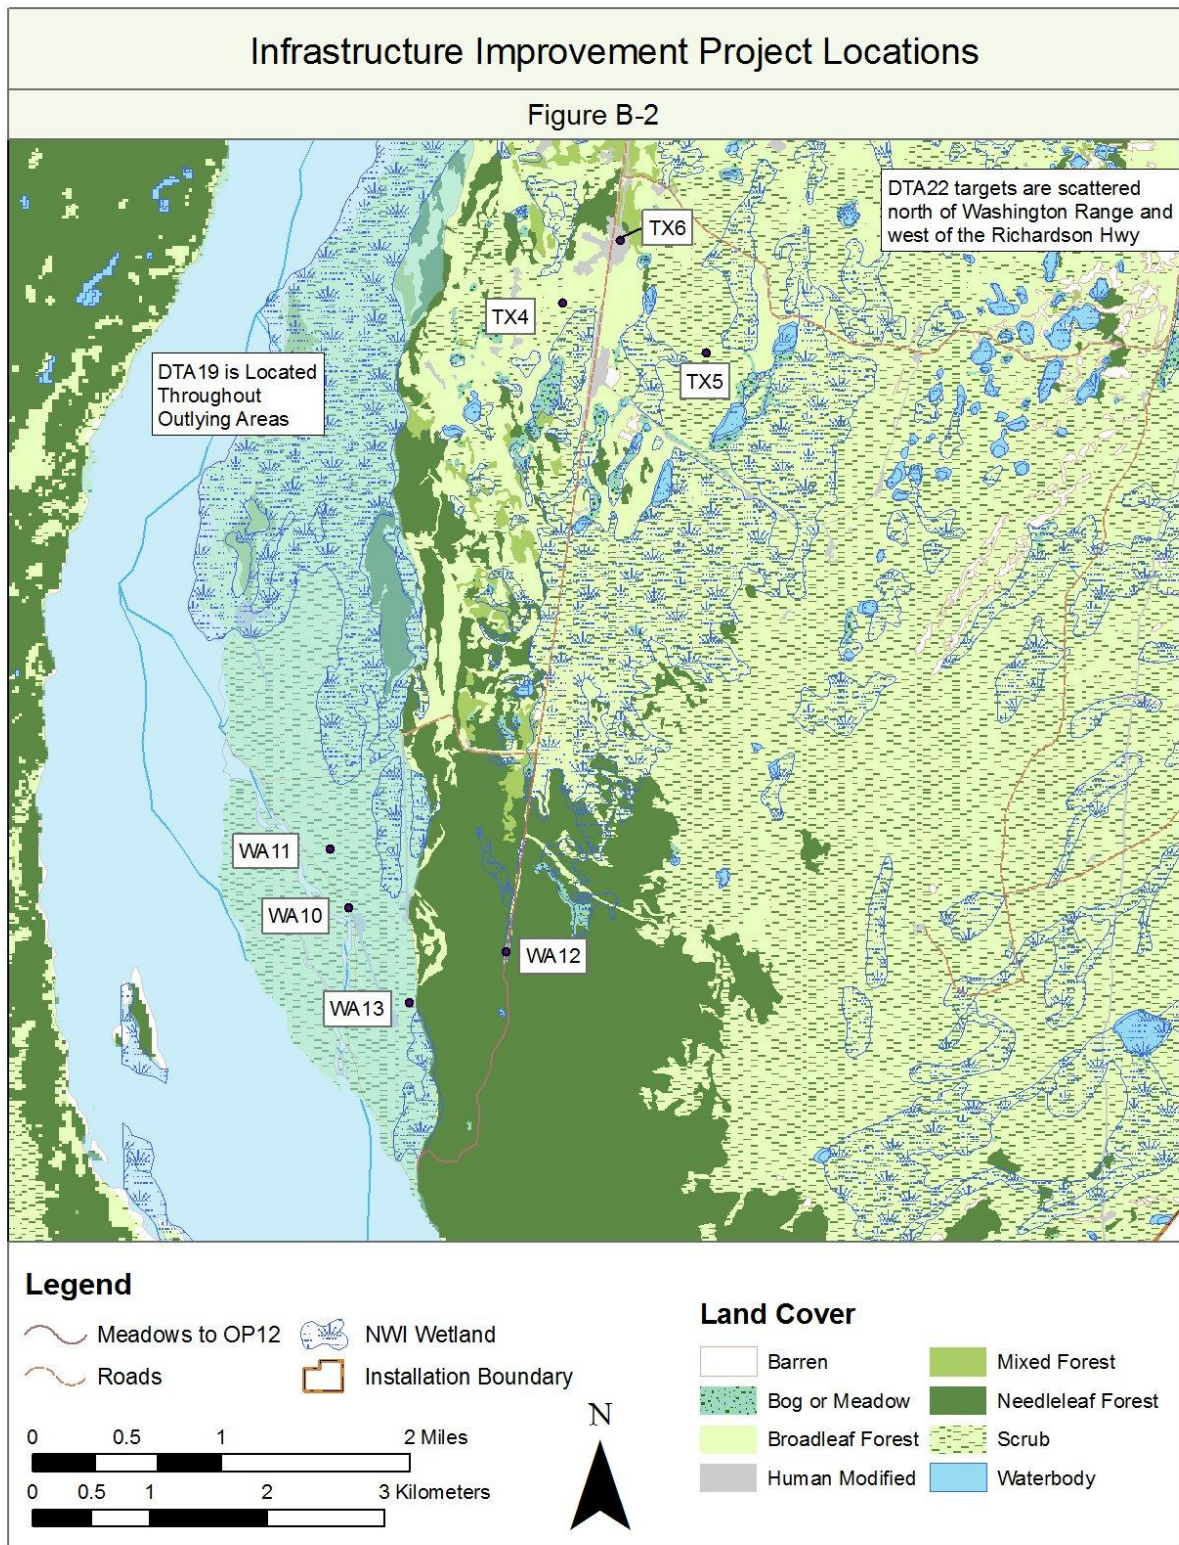 Infrastructure Improvement Project Locations
Figure B-2
DTA22 targets are scattered
north of Washington Range and
west of the Richardson Hwy
TX6
TX4
TX5
DTA19 is Located
Throughout
Outlying Areas
WA11
WA10
WA12
WA13
Legend
Meadows to OP12
NWI Wetland
Roads
Installation Boundary
0 0.5 1 2 Miles
0 0.5 1 2 3 Kilometers
N
Land Cover
Barren
Mixed Forest
Bog or Meadow
Needleleaf Forest
Broadleaf Forest
Scrub
Human Modified
Waterbody